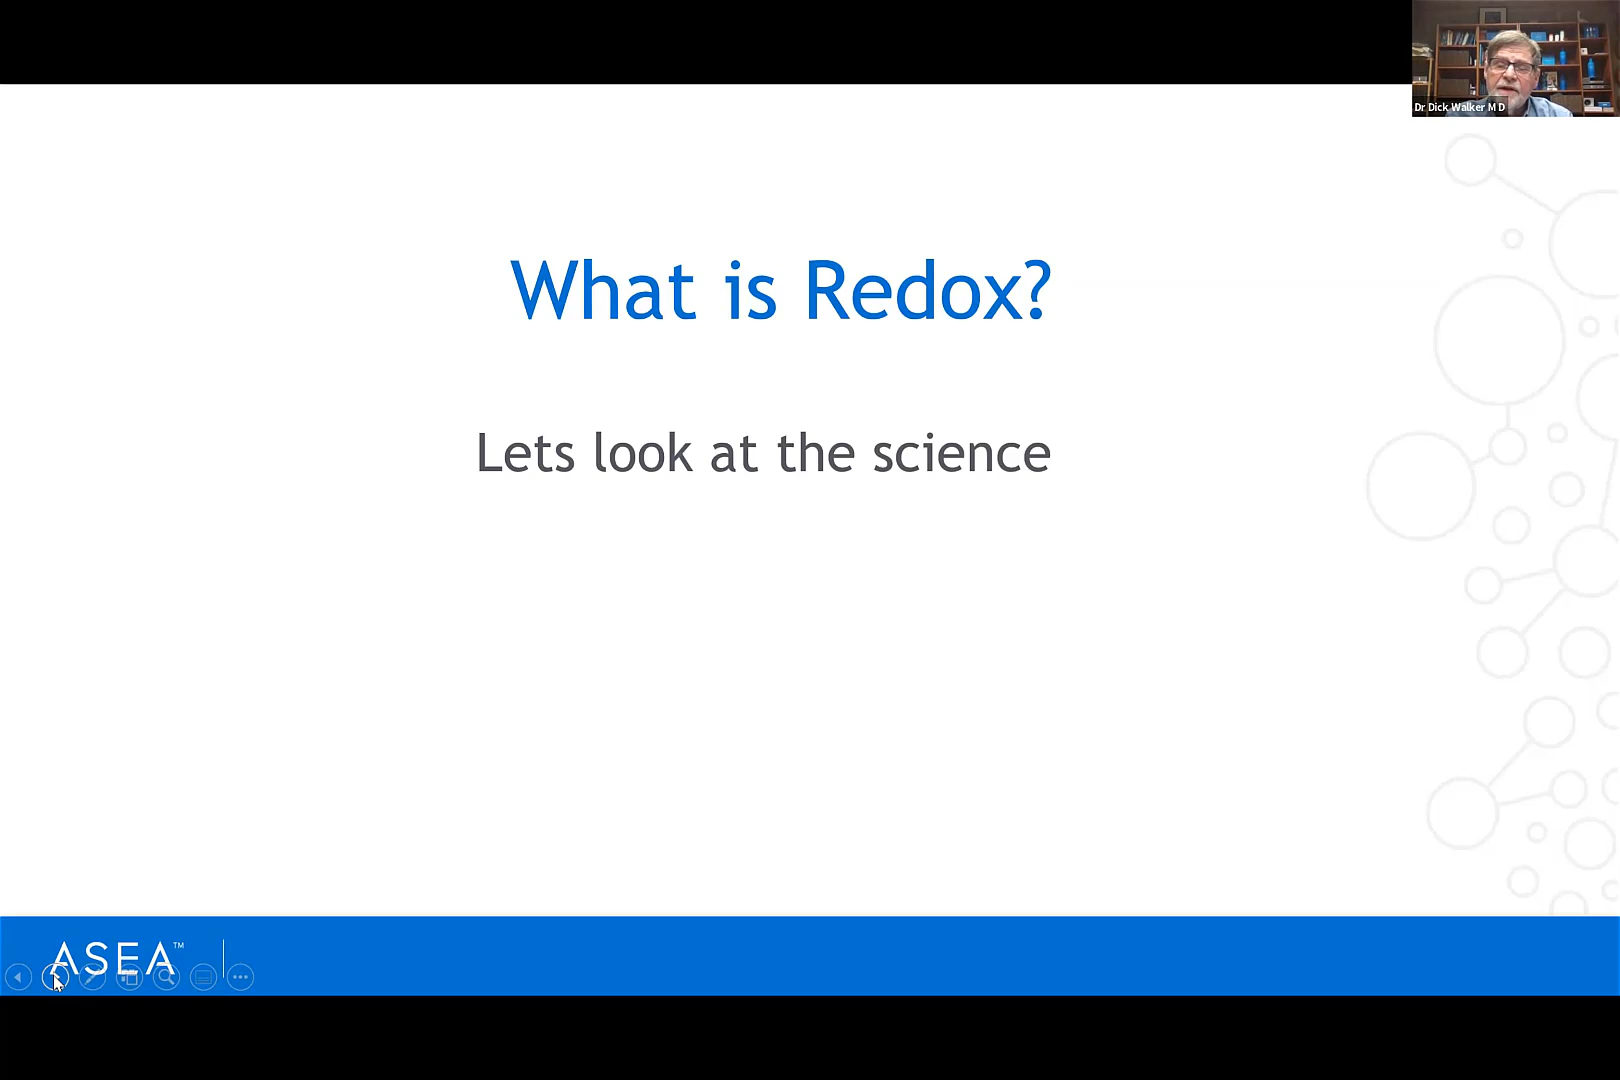 Dr Dick Walker M D
What is Redox?
Lets look at the science
ASEA™